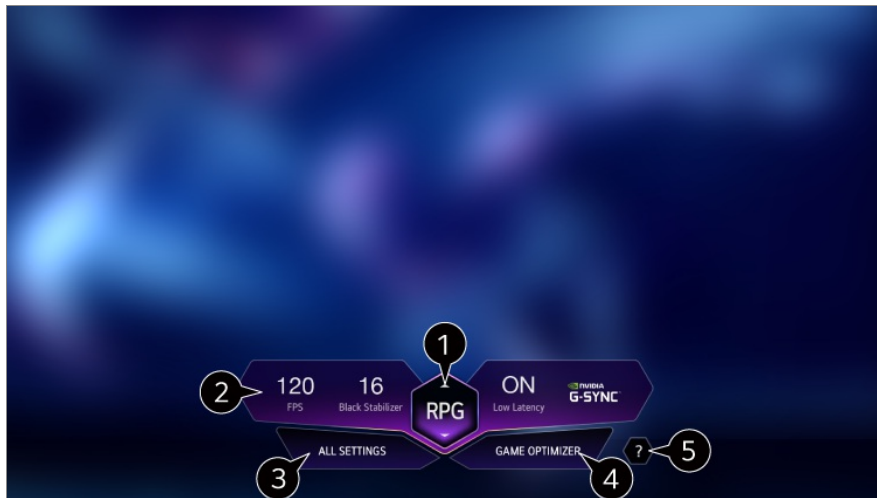 1
2
120
FPS
16
Black Stabilizer
RPG
ON
Low Latency
NVIDIA
G-SYNC
ALL SETTINGS
GAME OPTIMIZER
?
5
3
4